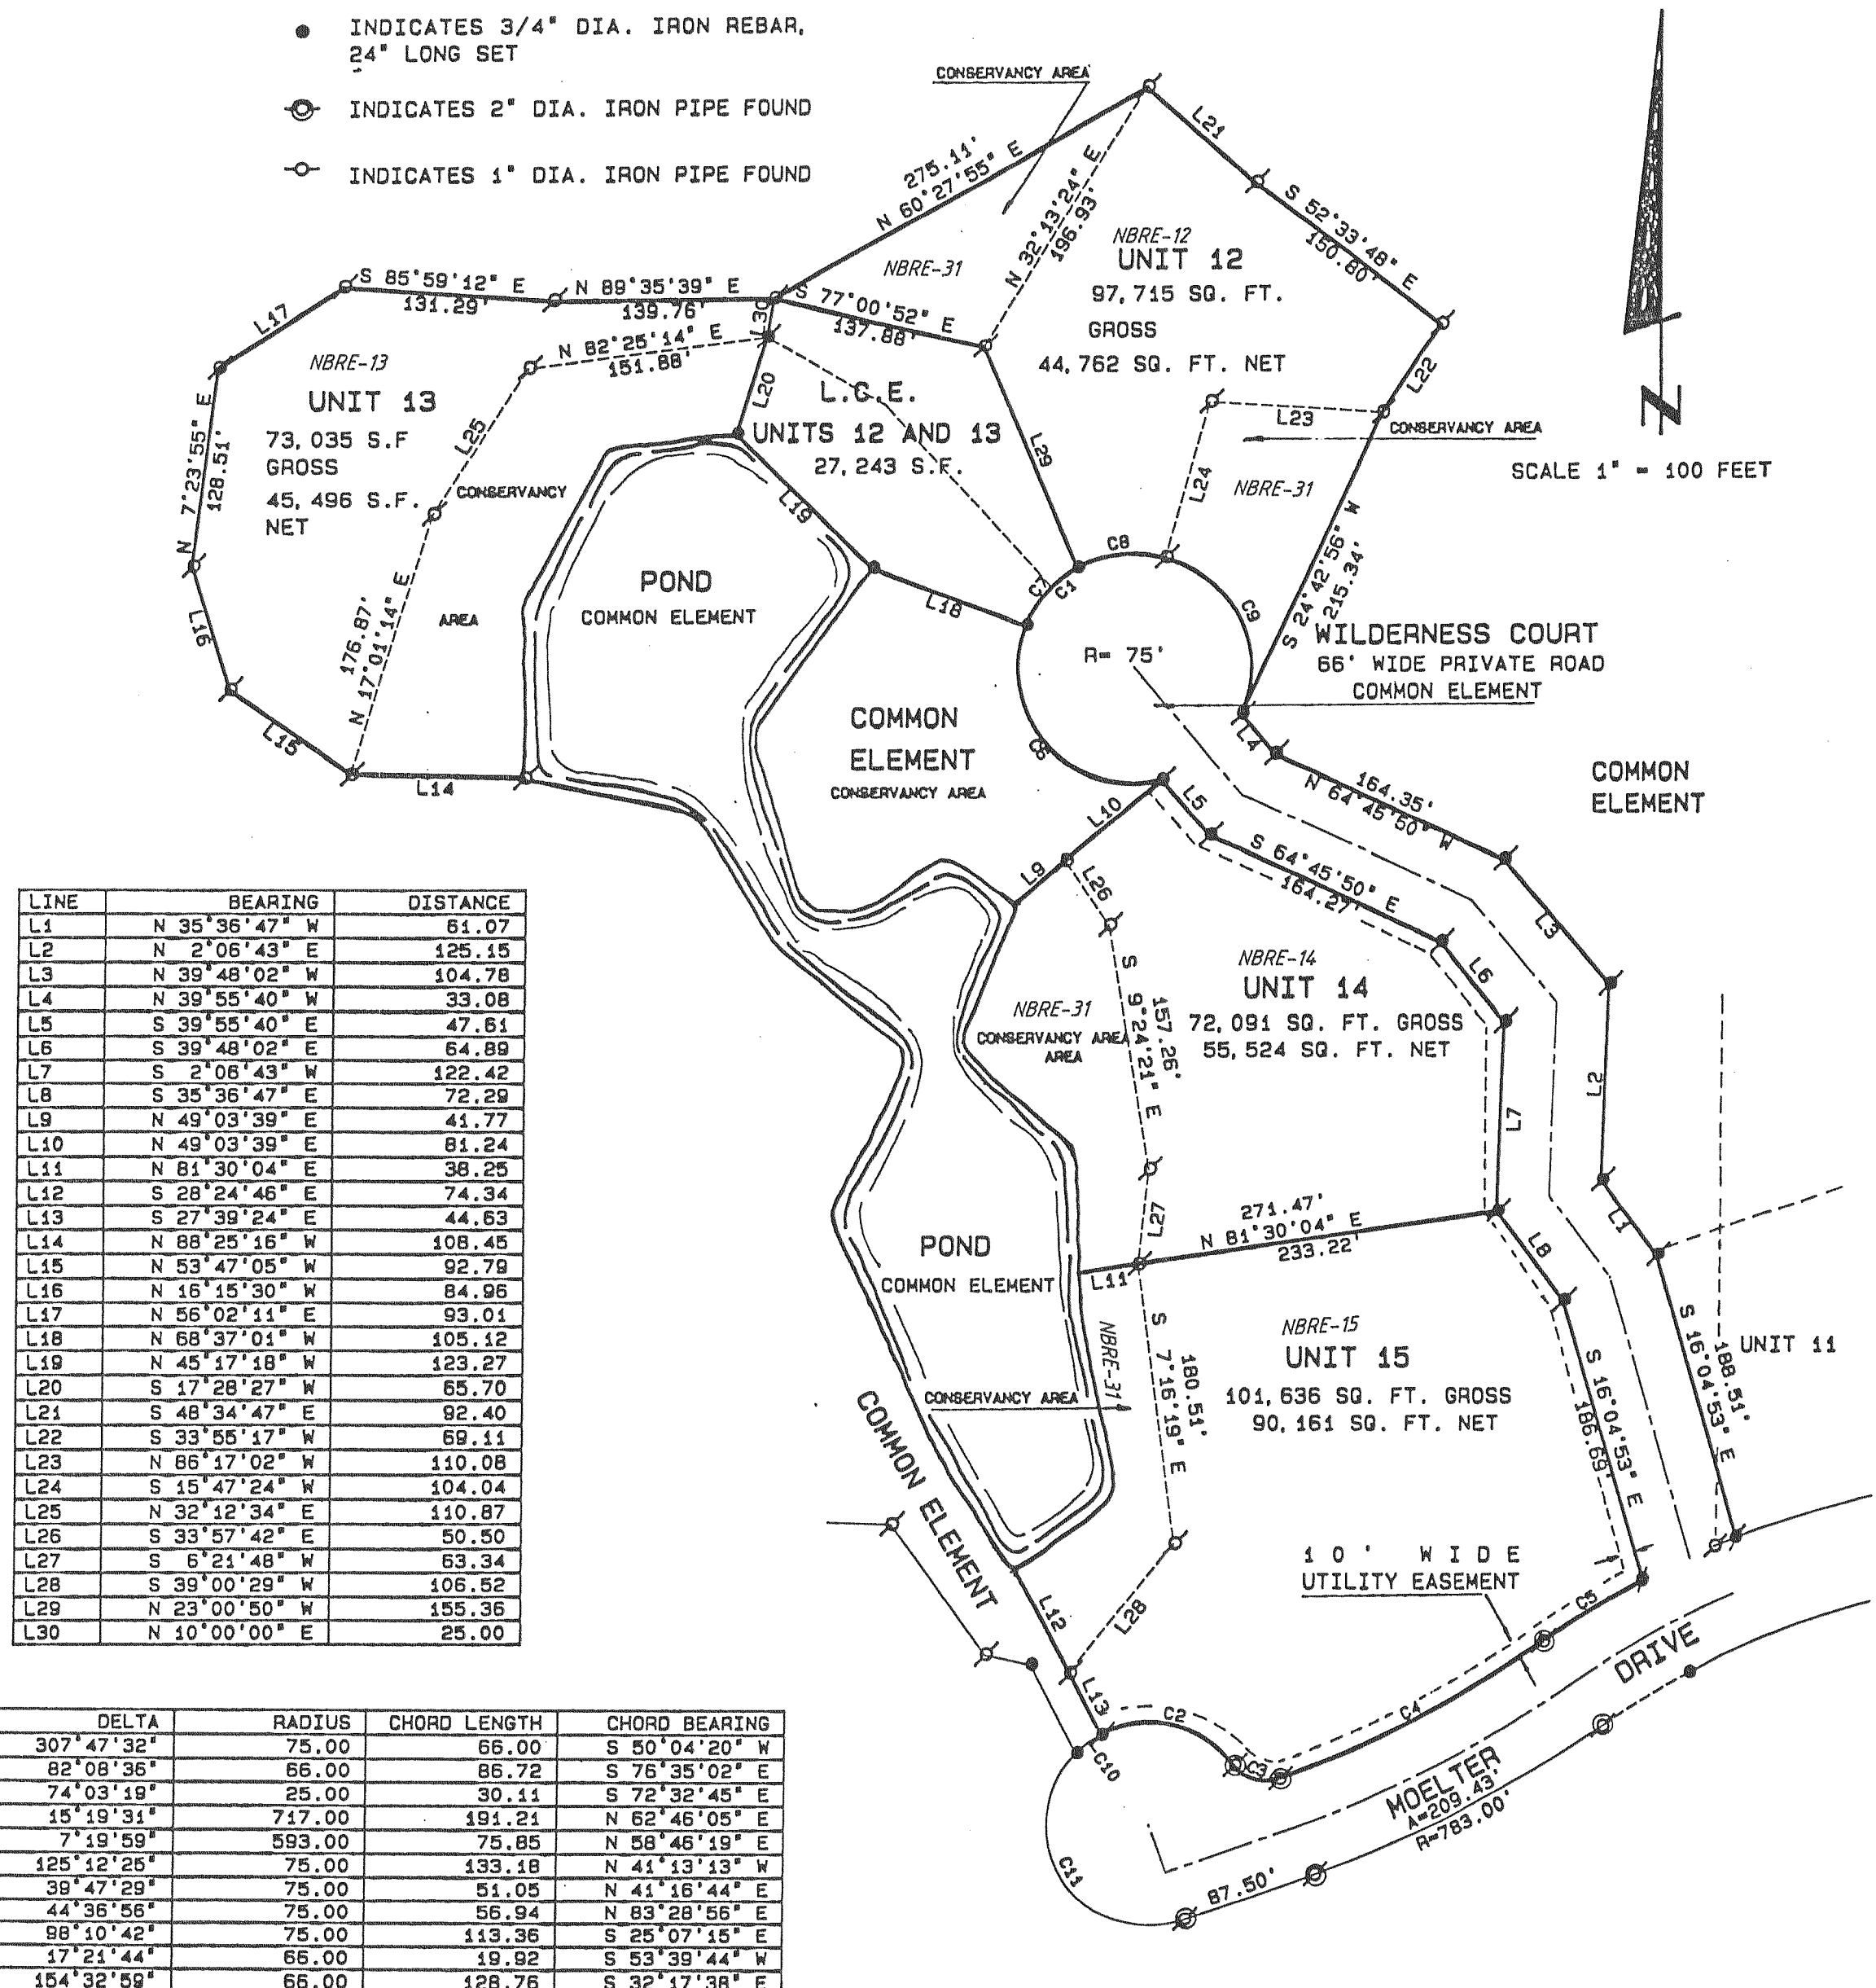 INDICATES 3/4" DIA. IRON REBAR,
24" LONG SET
INDICATES 2" DIA. IRON PIPE FOUND
INDICATES 1" DIA. IRON PIPE FOUND
CONSERVANCY AREA
L21
275.11'
N 60°27'55" E
N 32°13'24" E
196.93'
S 52°33'48" E
150.80'
NBRE-12
UNIT 12
97,715 SQ. FT.
GROSS
44,762 SQ. FT. NET
NBRE-31
S 85°59'12" E
131.29'
N 89°35'39" E
139.76'
L30
S 77°00'52" E
137.88'
L17
N 82°25'14" E
151.88'
L22
NBRE-13
UNIT 13
73,035 S.F
GROSS
45,496 S.F.
NET
L20
L.C.E.
UNITS 12 AND 13
27,243 S.F.
L23
CONSERVANCY AREA
N
SCALE 1" = 100 FEET
L25
CONSERVANCY
AREA
N 7°23'55" E
128.51'
L29
L24
NBRE-31
L19
S 24°42'56" W
215.34'
C8
C7
C1
C9
POND
COMMON ELEMENT
L18
L16
176.87'
N 17°01'14" E
R= 75'
WILDERNESS COURT
66' WIDE PRIVATE ROAD
COMMON ELEMENT
COMMON
ELEMENT
CONSERVANCY AREA
C6
L4
L15
L14
164.35'
N 64°45'50" W
COMMON
ELEMENT
L10
L5
S 64°45'50" E
164.27'
L9
L26
L3
L6
NBRE-14
UNIT 14
72,091 SQ. FT. GROSS
55,524 SQ. FT. NET
NBRE-31
CONSERVANCY AREA
AREA
157.26'
S 9°24'21" E
L7
L2
L27
271.47'
N 81°30'04" E
233.22'
L11
L1
L8
POND
COMMON ELEMENT
NBRE-31
S 7°16'19" E
180.51'
NBRE-15
UNIT 15
101,636 SQ. FT. GROSS
90,161 SQ. FT. NET
S 16°04'53" E
186.69'
S 16°04'53" E
188.51'
UNIT 11
CONSERVANCY AREA
COMMON ELEMENT
10' WIDE
UTILITY EASEMENT
L12
L28
L13
C2
C3
C4
C5
C10
C11
MOELTER
DRIVE
A=209.43'
R=783.00'
87.50'
LINE BEARING DISTANCE
L1 N 35°36'47" W 61.07
L2 N 2°06'43" E 125.15
L3 N 39°48'02" W 104.78
L4 N 39°55'40" W 33.08
L5 S 39°55'40" E 47.61
L6 S 39°48'02" E 64.89
L7 S 2°06'43" W 122.42
L8 S 35°36'47" E 72.29
L9 N 49°03'39" E 41.77
L10 N 49°03'39" E 81.24
L11 N 81°30'04" E 38.25
L12 S 28°24'46" E 74.34
L13 S 27°39'24" E 44.63
L14 N 88°25'16" W 108.45
L15 N 53°47'05" W 92.79
L16 N 16°15'30" W 84.96
L17 N 56°02'11" E 93.01
L18 N 68°37'01" W 105.12
L19 N 45°17'18" W 123.27
L20 S 17°28'27" W 65.70
L21 S 48°34'47" E 92.40
L22 S 33°55'17" W 69.11
L23 N 86°17'02" W 110.08
L24 S 15°47'24" W 104.04
L25 N 32°12'34" E 110.87
L26 S 33°57'42" E 50.50
L27 S 6°21'48" W 63.34
L28 S 39°00'29" W 106.52
L29 N 23°00'50" W 155.36
L30 N 10°00'00" E 25.00
DELTA RADIUS CHORD LENGTH CHORD BEARING
307°47'32" 75.00 66.00 S 50°04'20" W
82°08'36" 66.00 86.72 S 76°35'02" E
74°03'19" 25.00 30.11 S 72°32'45" E
15°19'31" 717.00 191.21 N 62°46'05" E
7°19'59" 593.00 75.85 N 58°46'19" E
125°12'25" 75.00 133.18 N 41°13'13" W
39°47'29" 75.00 51.05 N 41°16'44" E
44°36'56" 75.00 56.94 N 83°28'56" E
98°10'42" 75.00 113.36 S 25°07'15" E
17°21'44" 66.00 19.92 S 53°39'44" W
154°32'59" 66.00 128.76 S 32°17'38" E